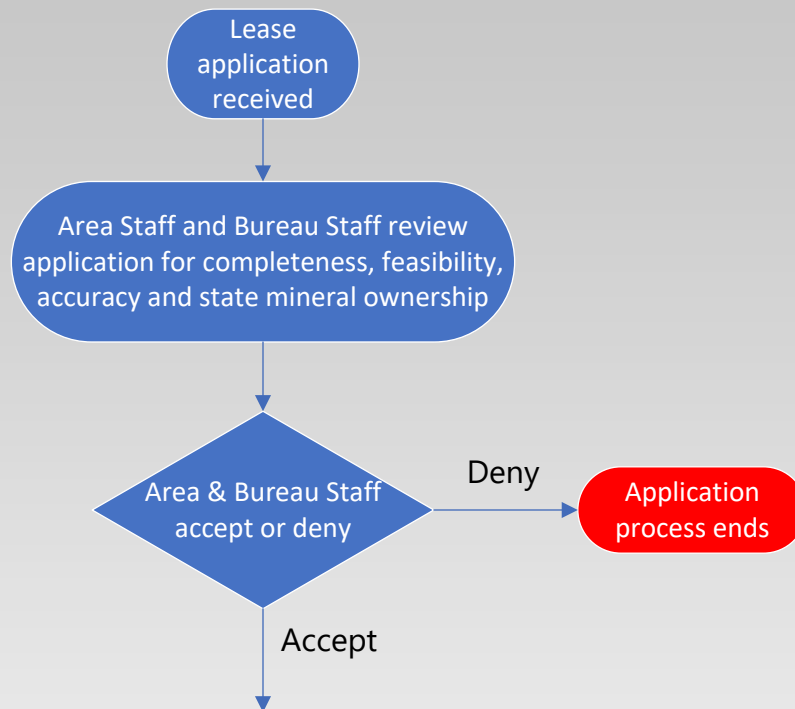 Lease
application
received
Area Staff and Bureau Staff review
application for completeness, feasibility,
accuracy and state mineral ownership
Area & Bureau Staff
accept or deny
Deny
Application
process ends
Accept